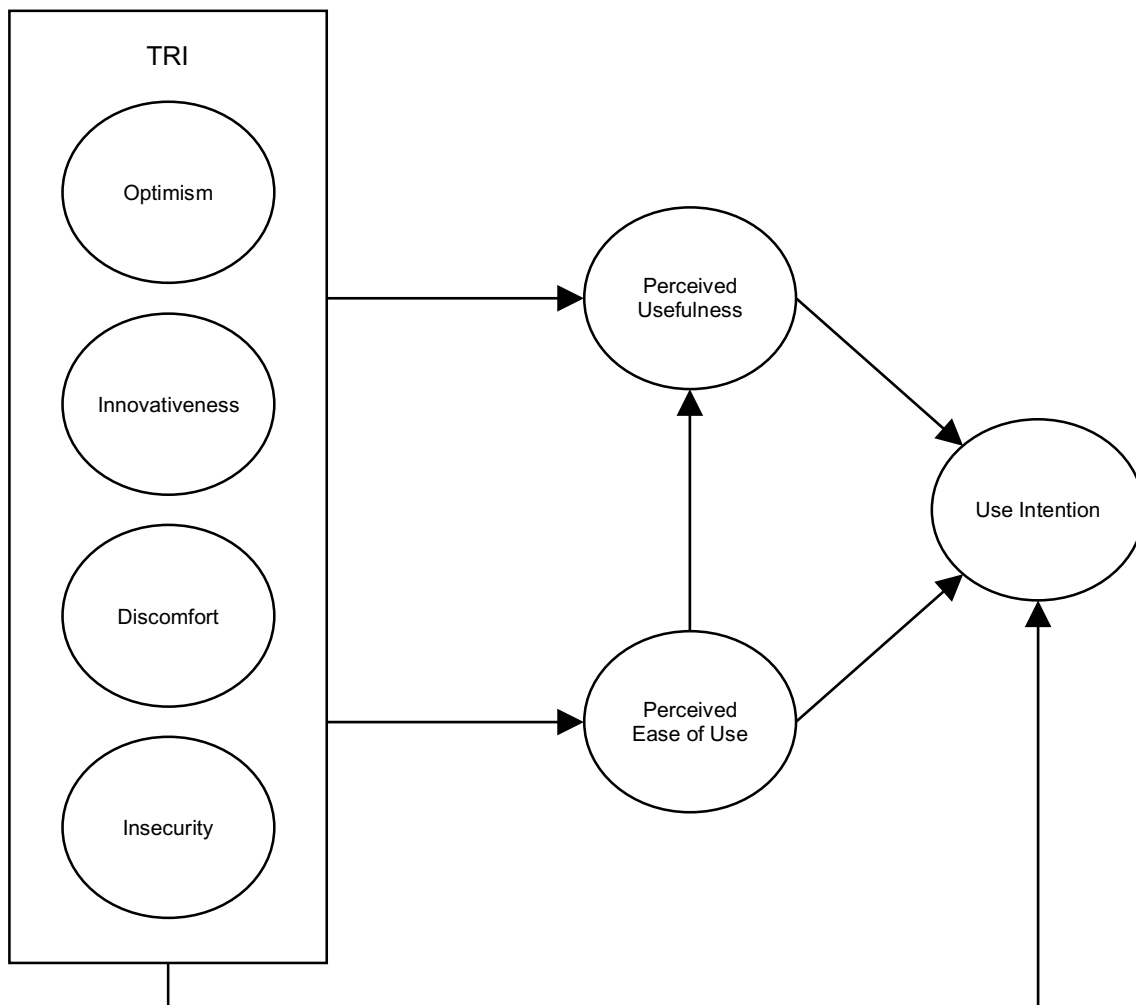 TRI
Optimism
Innovativeness
Discomfort
Insecurity
Perceived
Usefulness
Perceived
Ease of Use
Use Intention